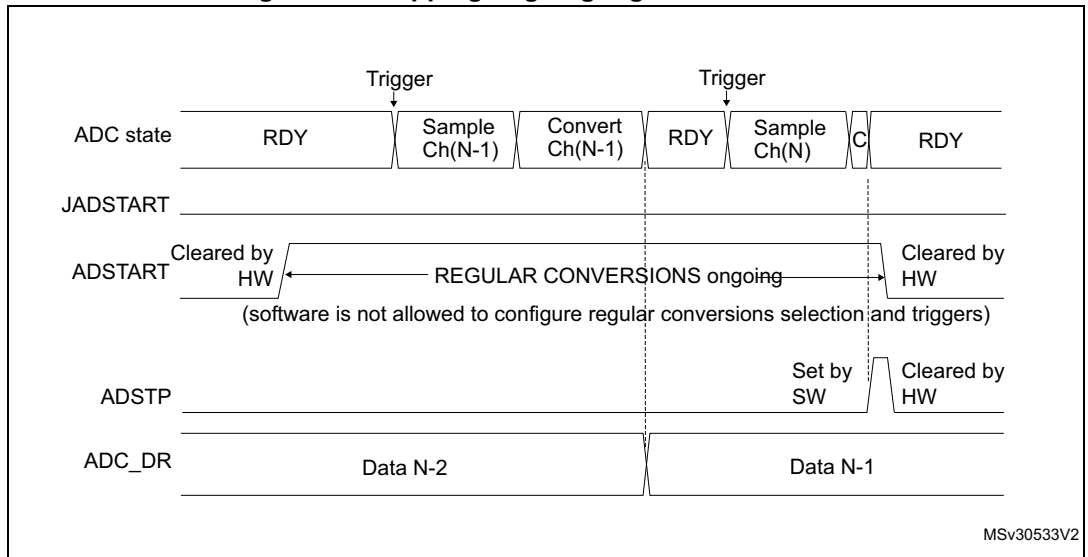 Trigger
Trigger
ADC state
RDY
Sample
Ch(N-1)
Convert
Ch(N-1)
RDY
Sample
Ch(N)
C
RDY
JADSTART
ADSTART
Cleared by
HW
REGULAR CONVERSIONS ongoing
Cleared by
HW
(software is not allowed to configure regular conversions selection and triggers)
ADSTP
Set by
SW
Cleared by
HW
ADC_DR
Data N-2
Data N-1
MSv30533V2